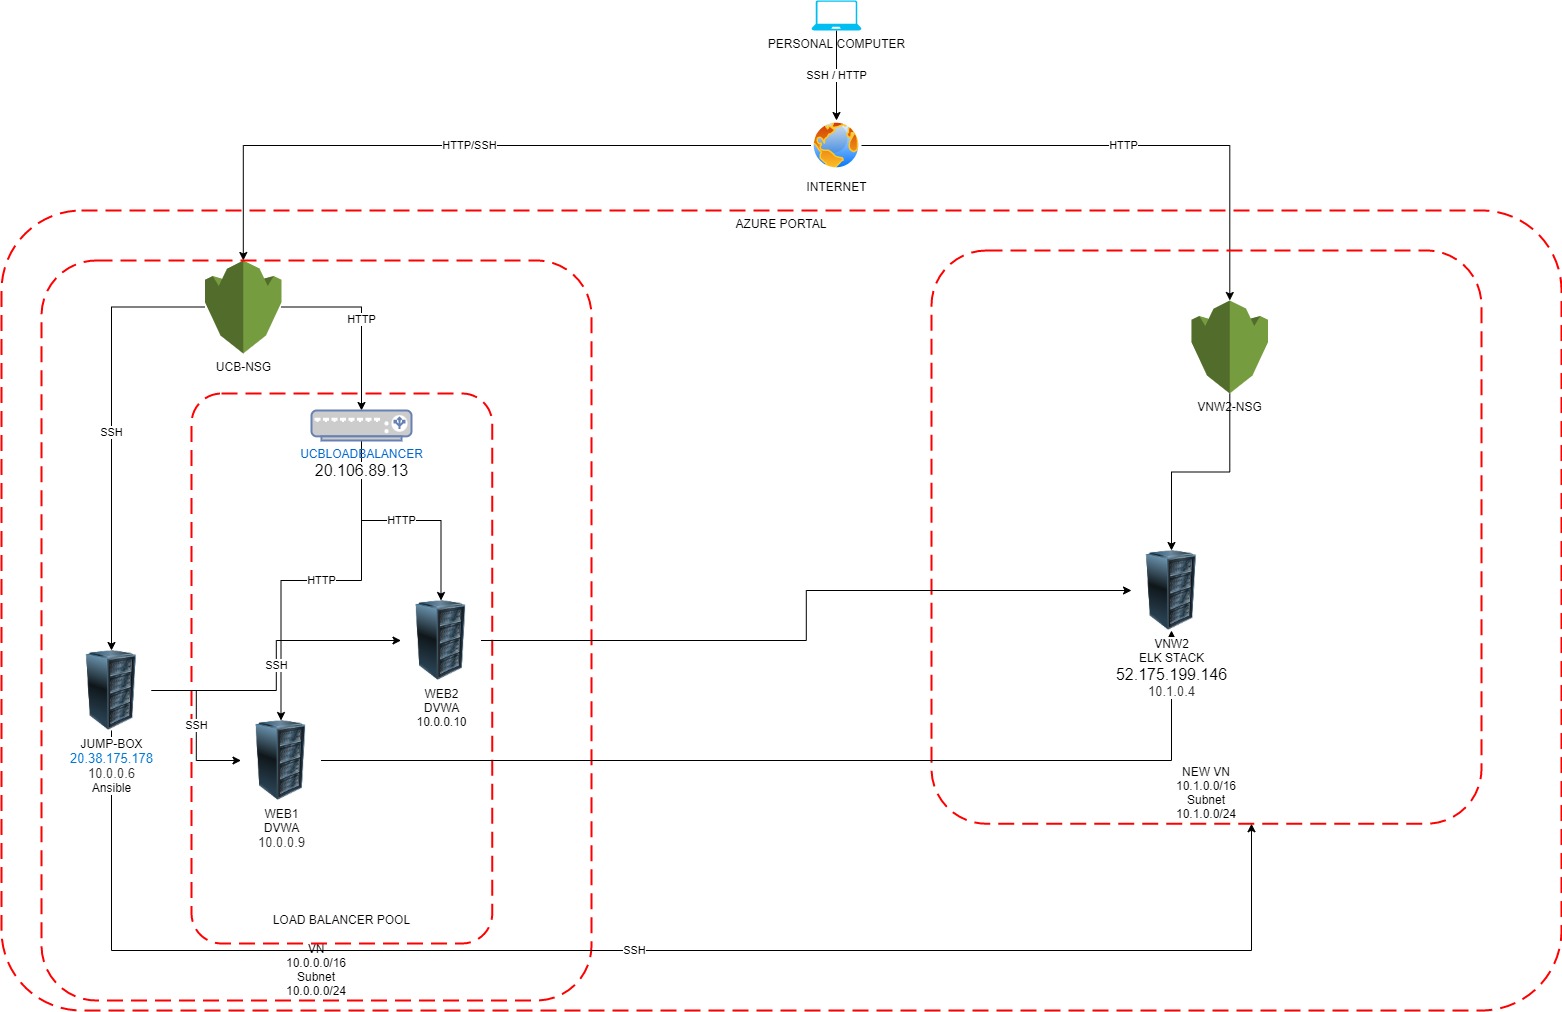 PERSONAL COMPUTER
SSH / HTTP
HTTP/SSH
HTTP
INTERNET
AZURE PORTAL
UCB-NSG
HTTP
SSH
UCBLOADBALANCER
20.106.89.13
HTTP
HTTP
SSH
SSH
WEB2
DVWA
10.0.0.10
JUMP-BOX
20.38.175.178
10.0.0.6
Ansible
WEB1
DVWA
10.0.0.9
LOAD BALANCER POOL
VN
10.0.0.0/16
Subnet
10.0.0.0/24
SSH
VNW2-NSG
VNW2
ELK STACK
52.175.199.146
10.1.0.4
NEW VN
10.1.0.0/16
Subnet
10.1.0.0/24